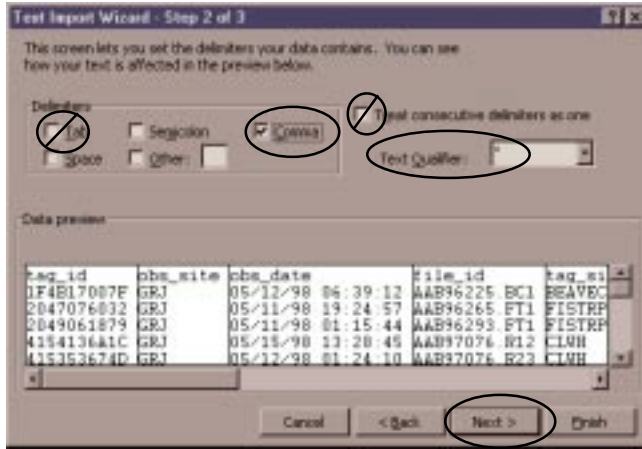 Text Import Wizard - Step 2 of 3
This screen lets you set the delimiters your data contains. You can see
how your text is affected in the preview below.
Delimiters
Tab Semicolon Comma
Space Other:
Treat consecutive delimiters as one
Text Qualifier: "
Data preview
tag_id obs_site obs_date file_id tag_si
1F4B17007F GRJ 05/12/98 06:39:12 AAB96225.BC1 BEAVEC
2047076032 GRJ 05/11/98 19:24:57 AAB96265.FT1 FISTRP
2049061879 GRJ 05/11/98 01:15:44 AAB96293.FT1 FISTRP
4154136A1C GRJ 05/15/98 13:28:45 AAB97076.R12 CLWH
415353674D GRJ 05/12/98 01:24:10 AAB97076.R23 CLWH
Cancel < Back Next > Finish